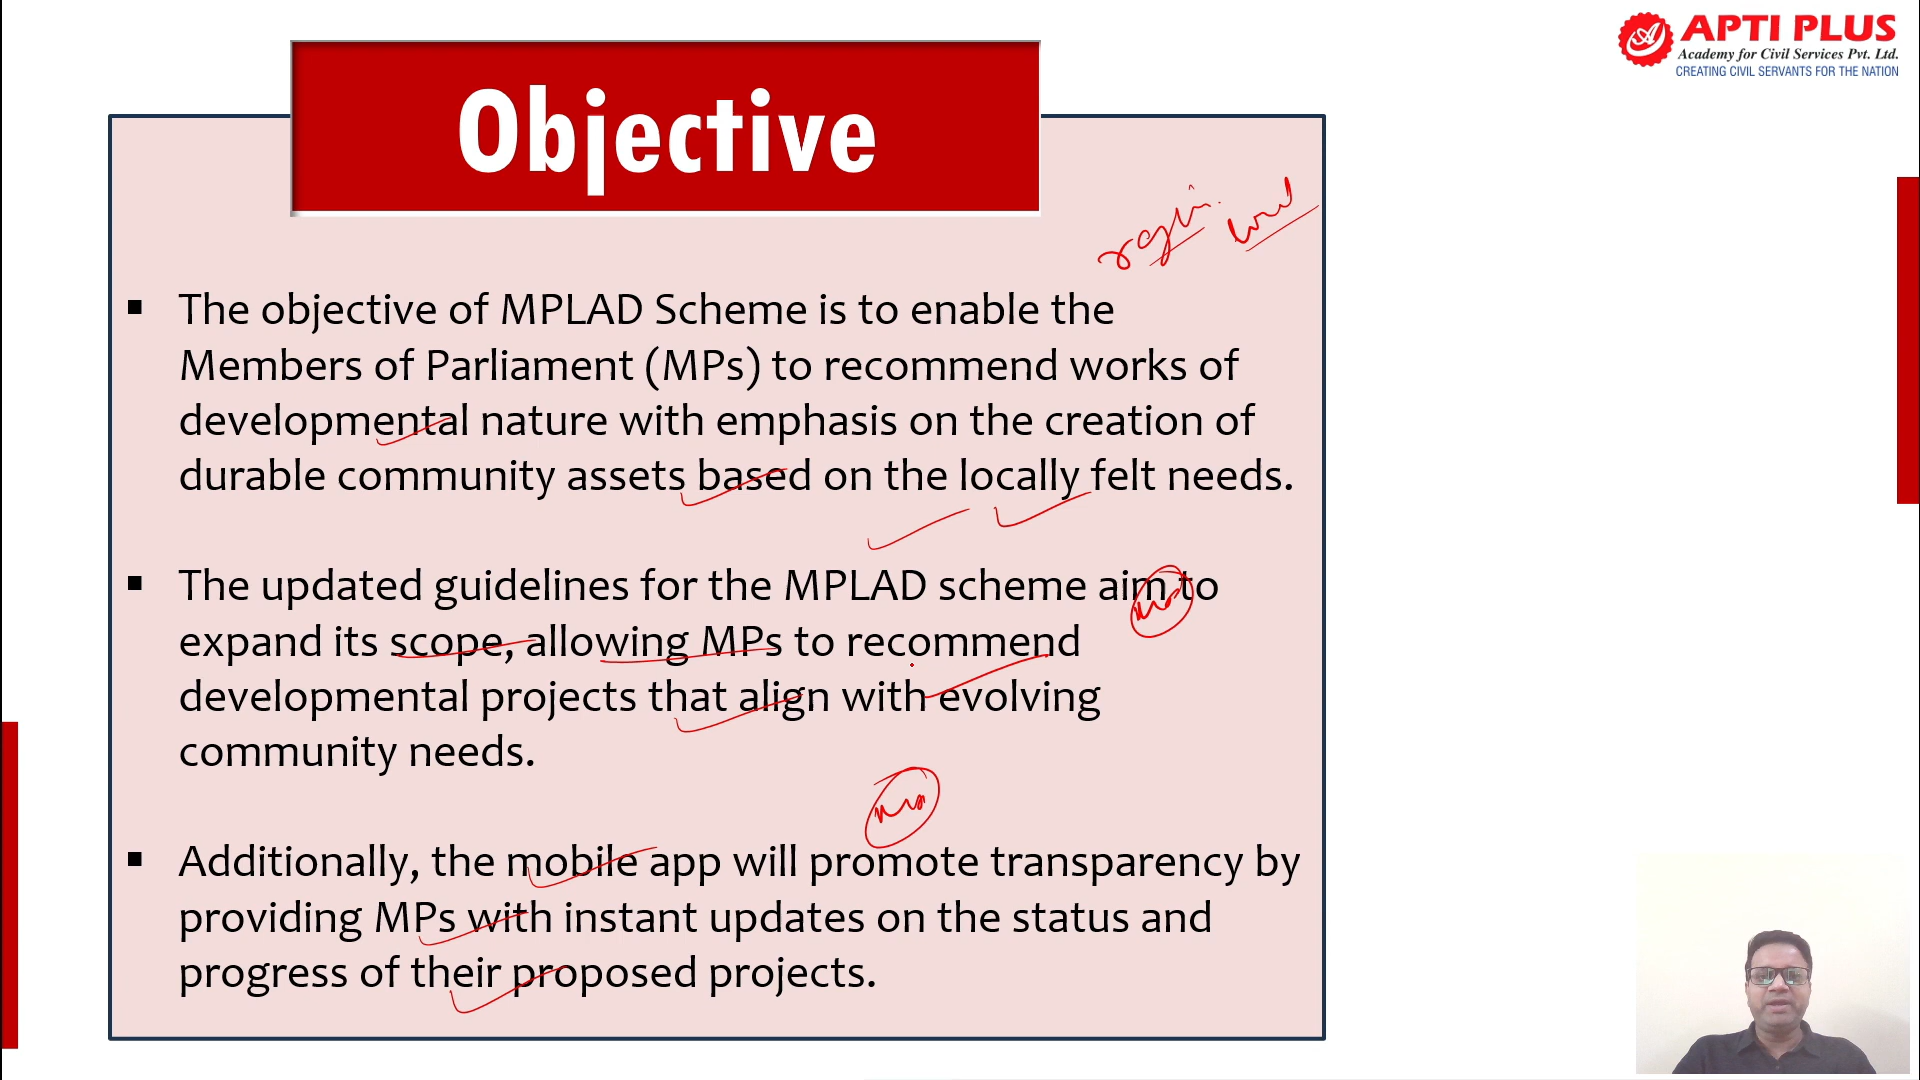 APTI PLUS
Academy for Civil Services Pvt. Ltd.
CREATING CIVIL SERVANTS FOR THE NATION
Objective
▪ The objective of MPLAD Scheme is to enable the
Members of Parliament (MPs) to recommend works of
developmental nature with emphasis on the creation of
durable community assets based on the locally felt needs.
▪ The updated guidelines for the MPLAD scheme aim to
expand its scope, allowing MPs to recommend
developmental projects that align with evolving
community needs.
▪ Additionally, the mobile app will promote transparency by
providing MPs with instant updates on the status and
progress of their proposed projects.